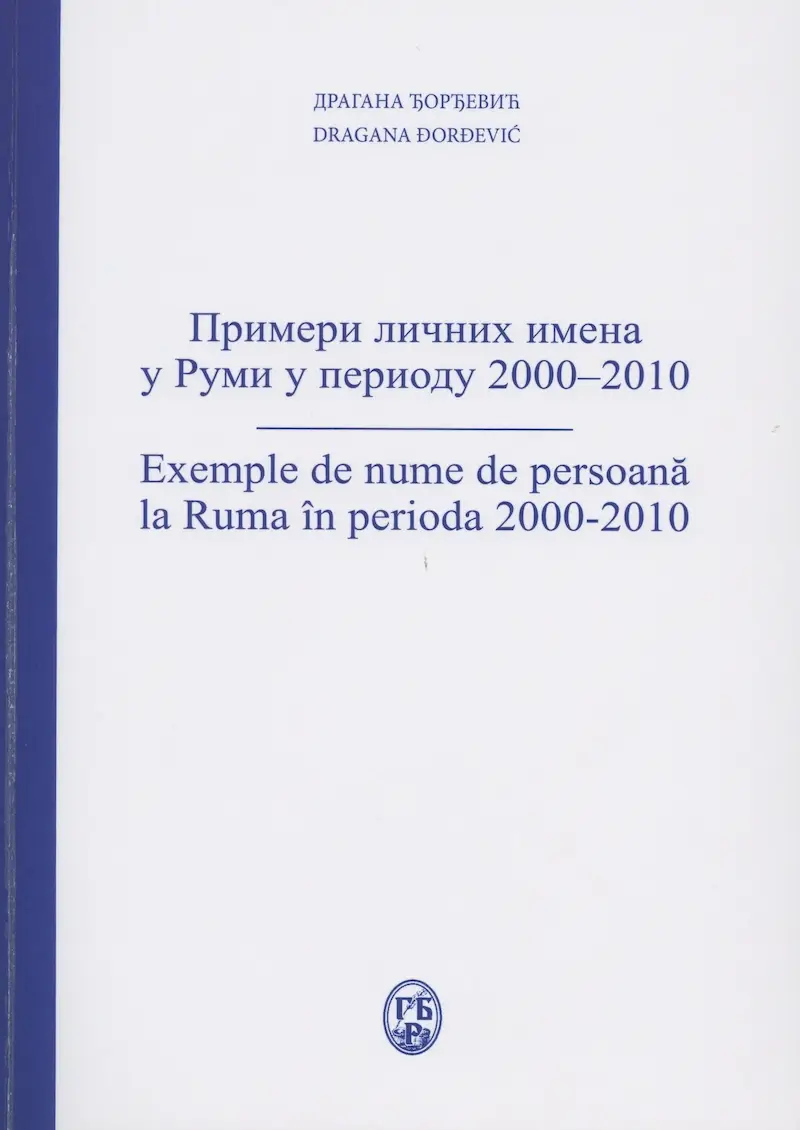 ДРАГАНА ЂОРЂЕВИЋ
DRAGANA ĐORĐEVIĆ
Примери личних имена
у Руми у периоду 2000–2010
Exemple de nume de persoană
la Ruma în perioda 2000-2010
ГБ
Р